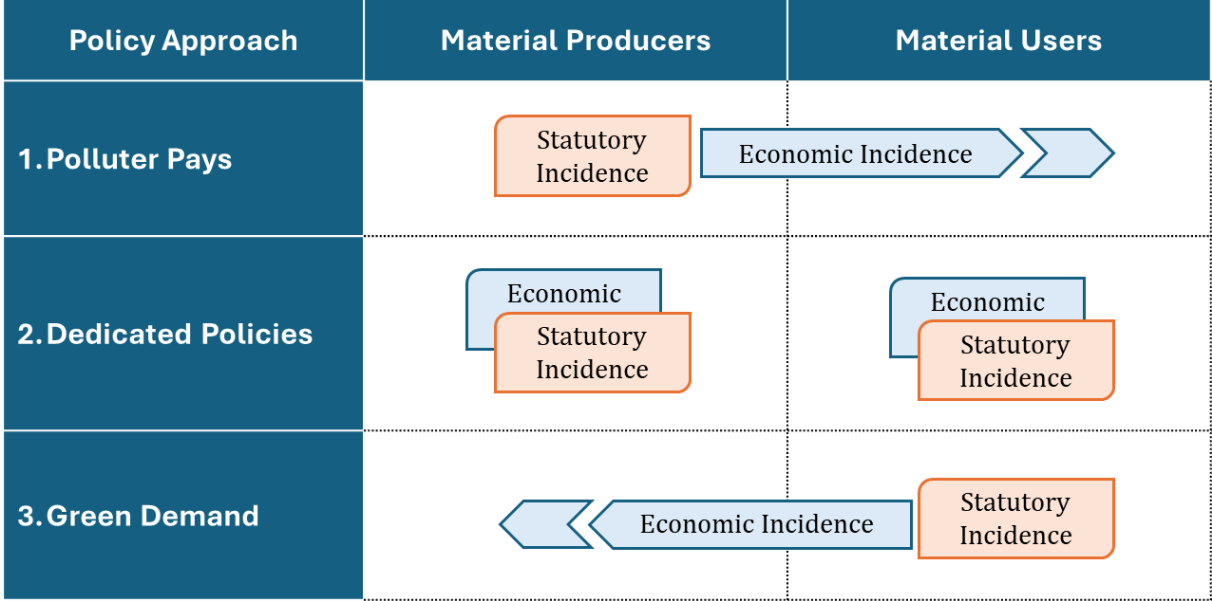 Policy Approach
Material Producers
Material Users
1. Polluter Pays
Statutory
Incidence
Economic Incidence
2. Dedicated Policies
Economic
Statutory
Incidence
Economic
Statutory
Incidence
3. Green Demand
Economic Incidence
Statutory
Incidence